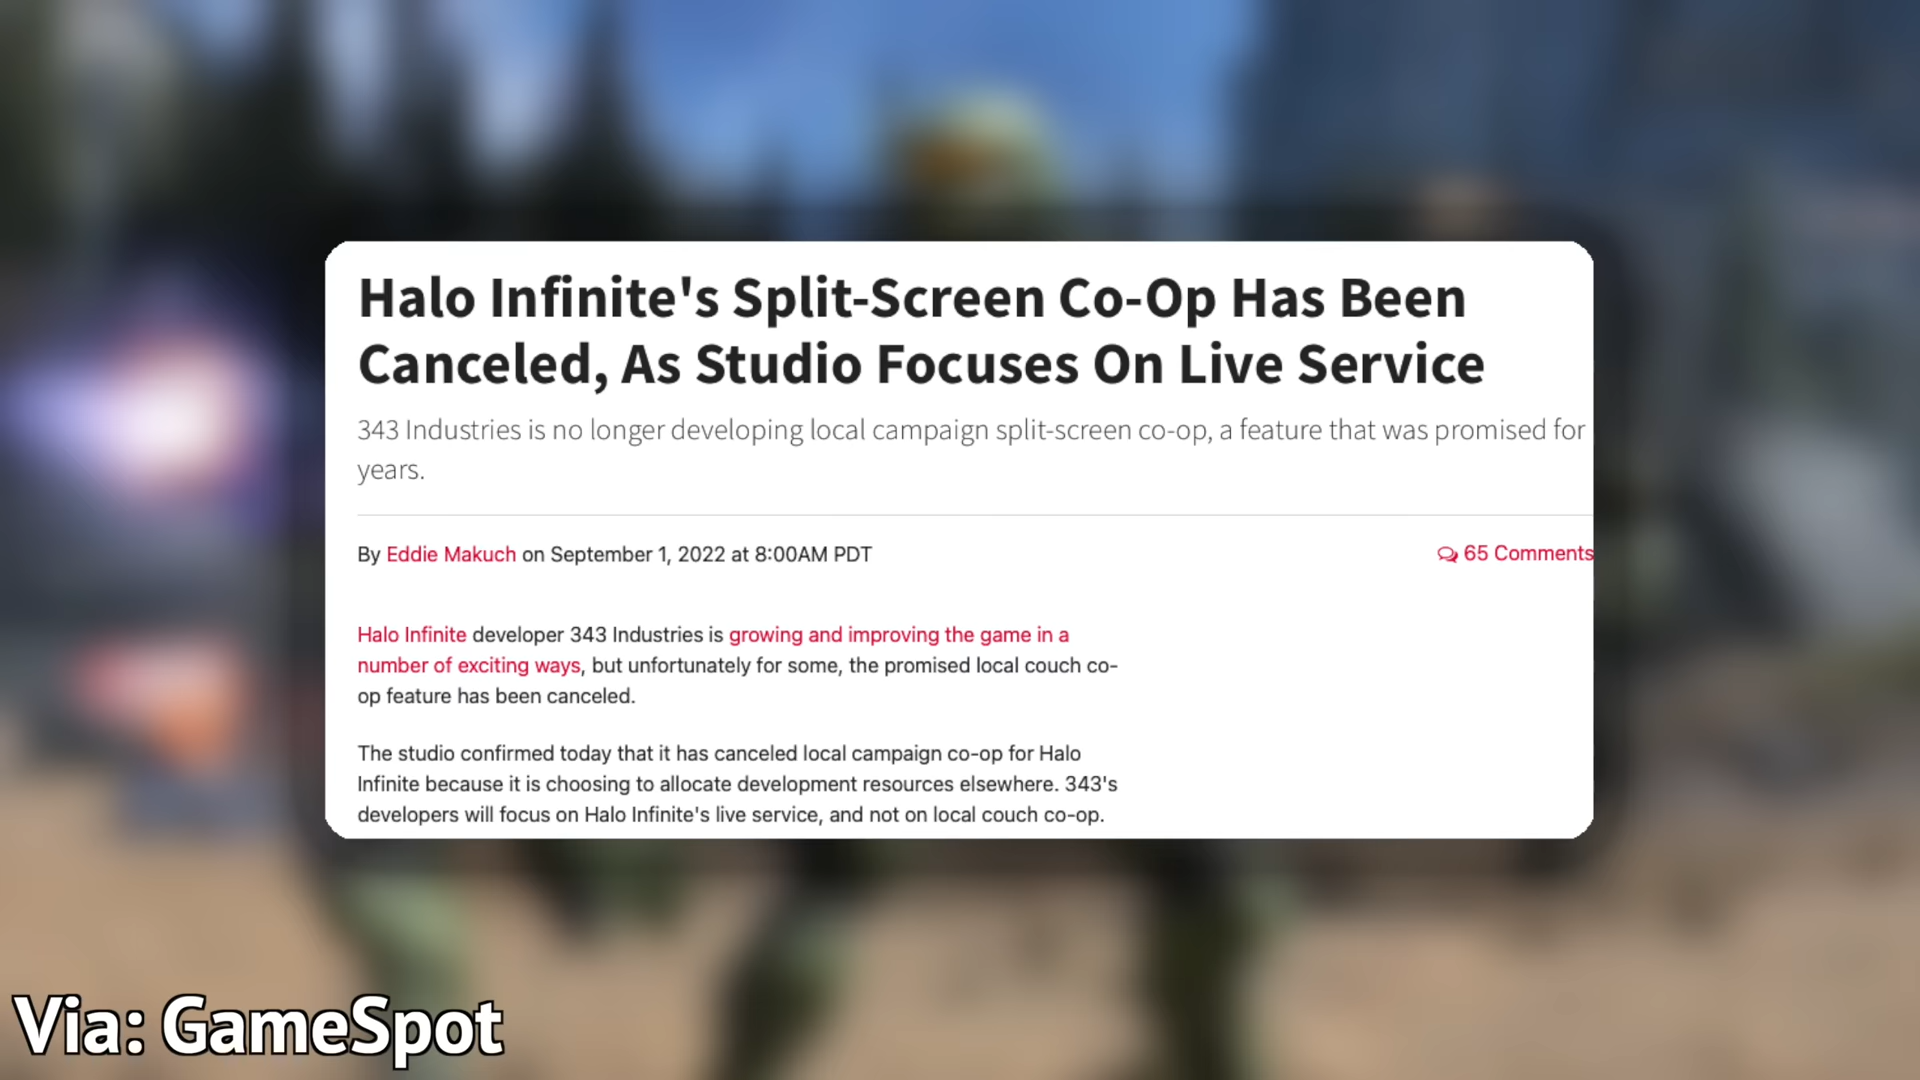 Halo Infinite's Split-Screen Co-Op Has Been
Canceled, As Studio Focuses On Live Service
343 Industries is no longer developing local campaign split-screen co-op, a feature that was promised for
years.
By Eddie Makuch on September 1, 2022 at 8:00AM PDT
65 Comments
Halo Infinite developer 343 Industries is growing and improving the game in a
number of exciting ways, but unfortunately for some, the promised local couch co-
op feature has been canceled.
The studio confirmed today that it has canceled local campaign co-op for Halo
Infinite because it is choosing to allocate development resources elsewhere. 343's
developers will focus on Halo Infinite's live service, and not on local couch co-op.
Via: GameSpot